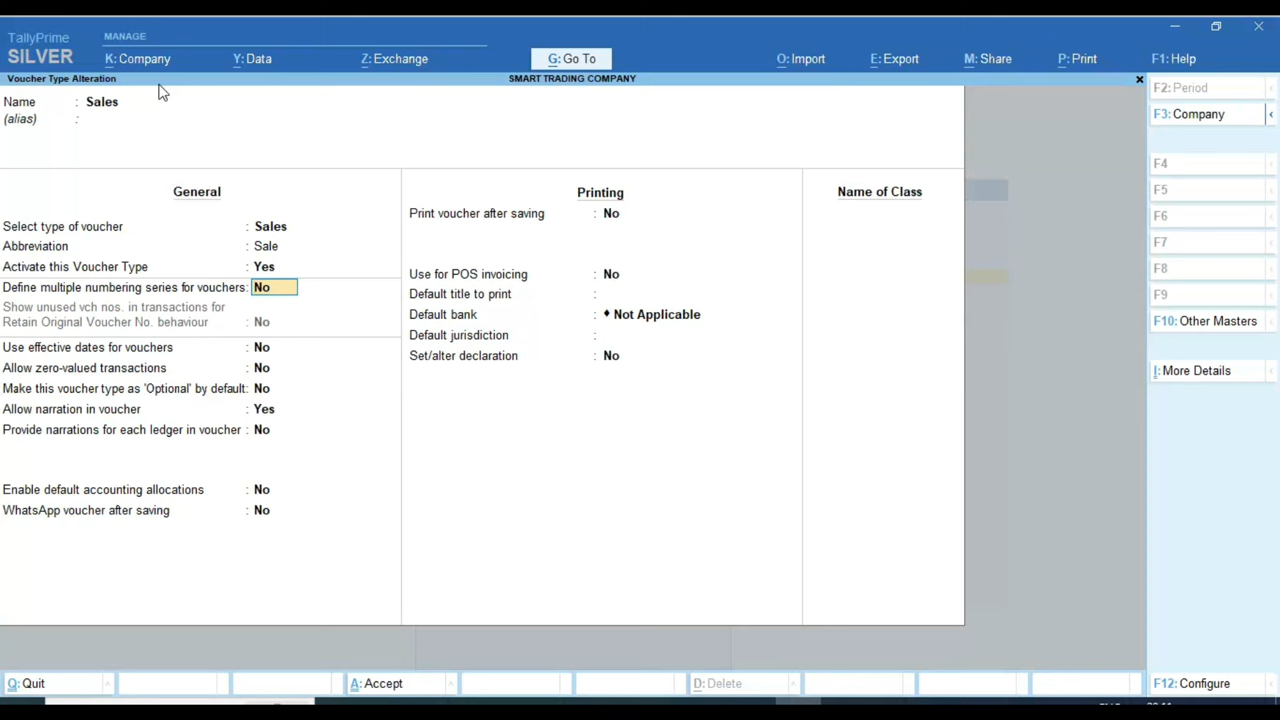 TallyPrime
SILVER
MANAGE
K: Company
Y: Data
Z: Exchange
G: Go To
O: Import
E: Export
M: Share
P: Print
F1: Help
Voucher Type Alteration
SMART TRADING COMPANY
Name : Sales
(alias) :
General
Select type of voucher : Sales
Abbreviation : Sale
Activate this Voucher Type : Yes
Define multiple numbering series for vouchers: No
Show unused vch nos. in transactions for
Retain Original Voucher No. behaviour : No
Use effective dates for vouchers : No
Allow zero-valued transactions : No
Make this voucher type as 'Optional' by default: No
Allow narration in voucher : Yes
Provide narrations for each ledger in voucher : No
Enable default accounting allocations : No
WhatsApp voucher after saving : No
Printing
Print voucher after saving : No
Use for POS invoicing : No
Default title to print :
Default bank : ♦ Not Applicable
Default jurisdiction :
Set/alter declaration : No
Name of Class
F2: Period
F3: Company
F4
F5
F6
F7
F8
F9
F10: Other Masters
I: More Details
F12: Configure
Q: Quit
A: Accept
D: Delete